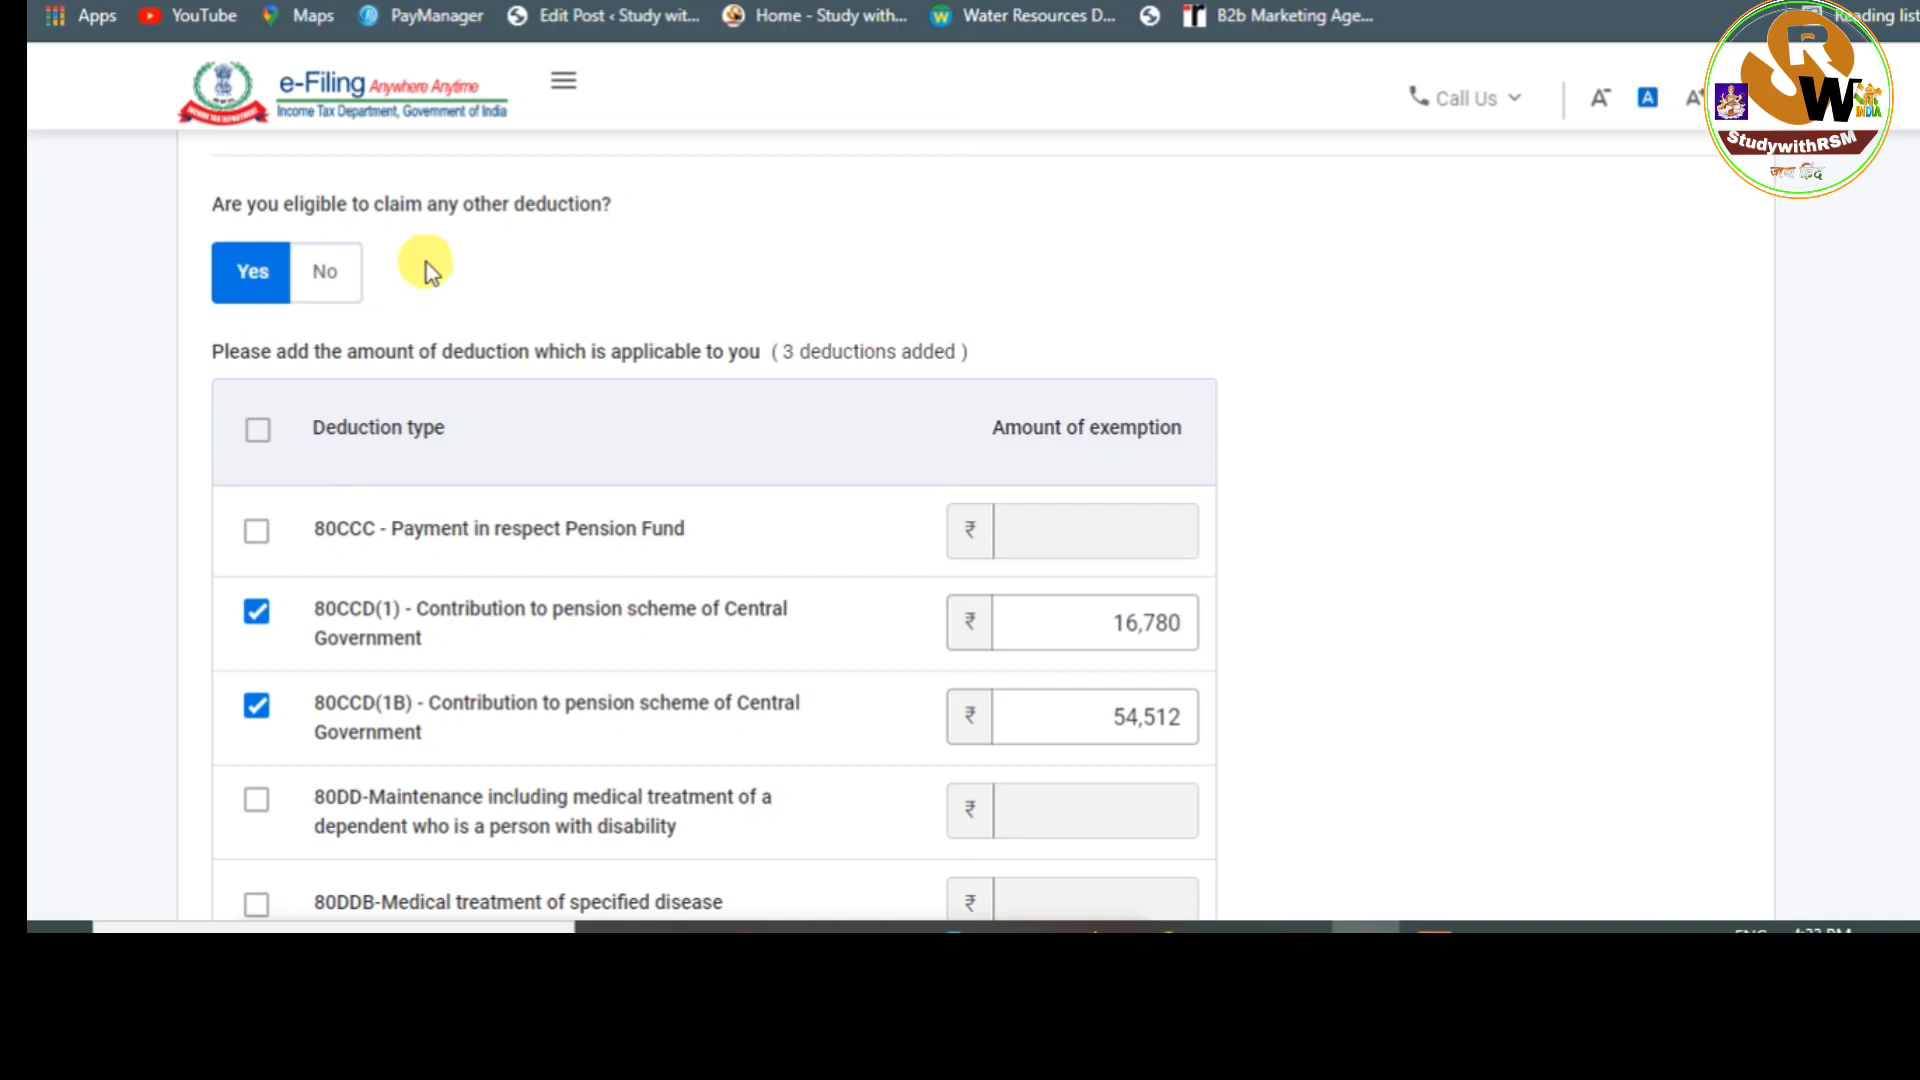 Apps YouTube Maps PayManager Edit Post ‹ Study wit... Home - Study with... Water Resources D... B2b Marketing Age... Reading list
e-Filing Anywhere Anytime
Income Tax Department, Government of India
Call Us A- A A+
SRW
INDIA
StudywithRSM
जय हिंद
Are you eligible to claim any other deduction?
Yes No
Please add the amount of deduction which is applicable to you ( 3 deductions added )
Deduction type Amount of exemption
80CCC - Payment in respect Pension Fund ₹
80CCD(1) - Contribution to pension scheme of Central
Government
₹ 16,780
80CCD(1B) - Contribution to pension scheme of Central
Government
₹ 54,512
80DD-Maintenance including medical treatment of a
dependent who is a person with disability
₹
80DDB-Medical treatment of specified disease ₹